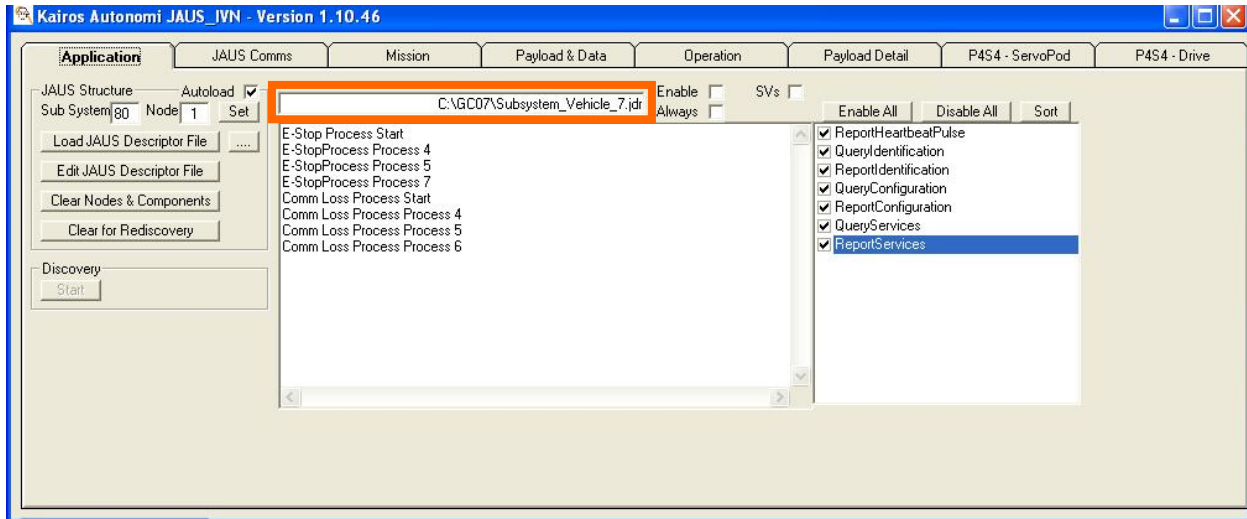 Kairos Autonomi JAUS_IVN - Version 1.10.46
Application JAUS Comms Mission Payload & Data Operation Payload Detail P4S4 - ServoPod P4S4 - Drive
JAUS Structure Autoload
Sub System 80 Node 1 Set
Load JAUS Descriptor File ....
Edit JAUS Descriptor File
Clear Nodes & Components
Clear for Rediscovery
Discovery
Start
C:\GC07\Subsystem_Vehicle_7.jdr
Enable SVs
Always
E-Stop Process Start
E-StopProcess Process 4
E-StopProcess Process 5
E-StopProcess Process 7
Comm Loss Process Start
Comm Loss Process Process 4
Comm Loss Process Process 5
Comm Loss Process Process 6
Enable All Disable All Sort
ReportHeartbeatPulse
QueryIdentification
ReportIdentification
QueryConfiguration
ReportConfiguration
QueryServices
ReportServices